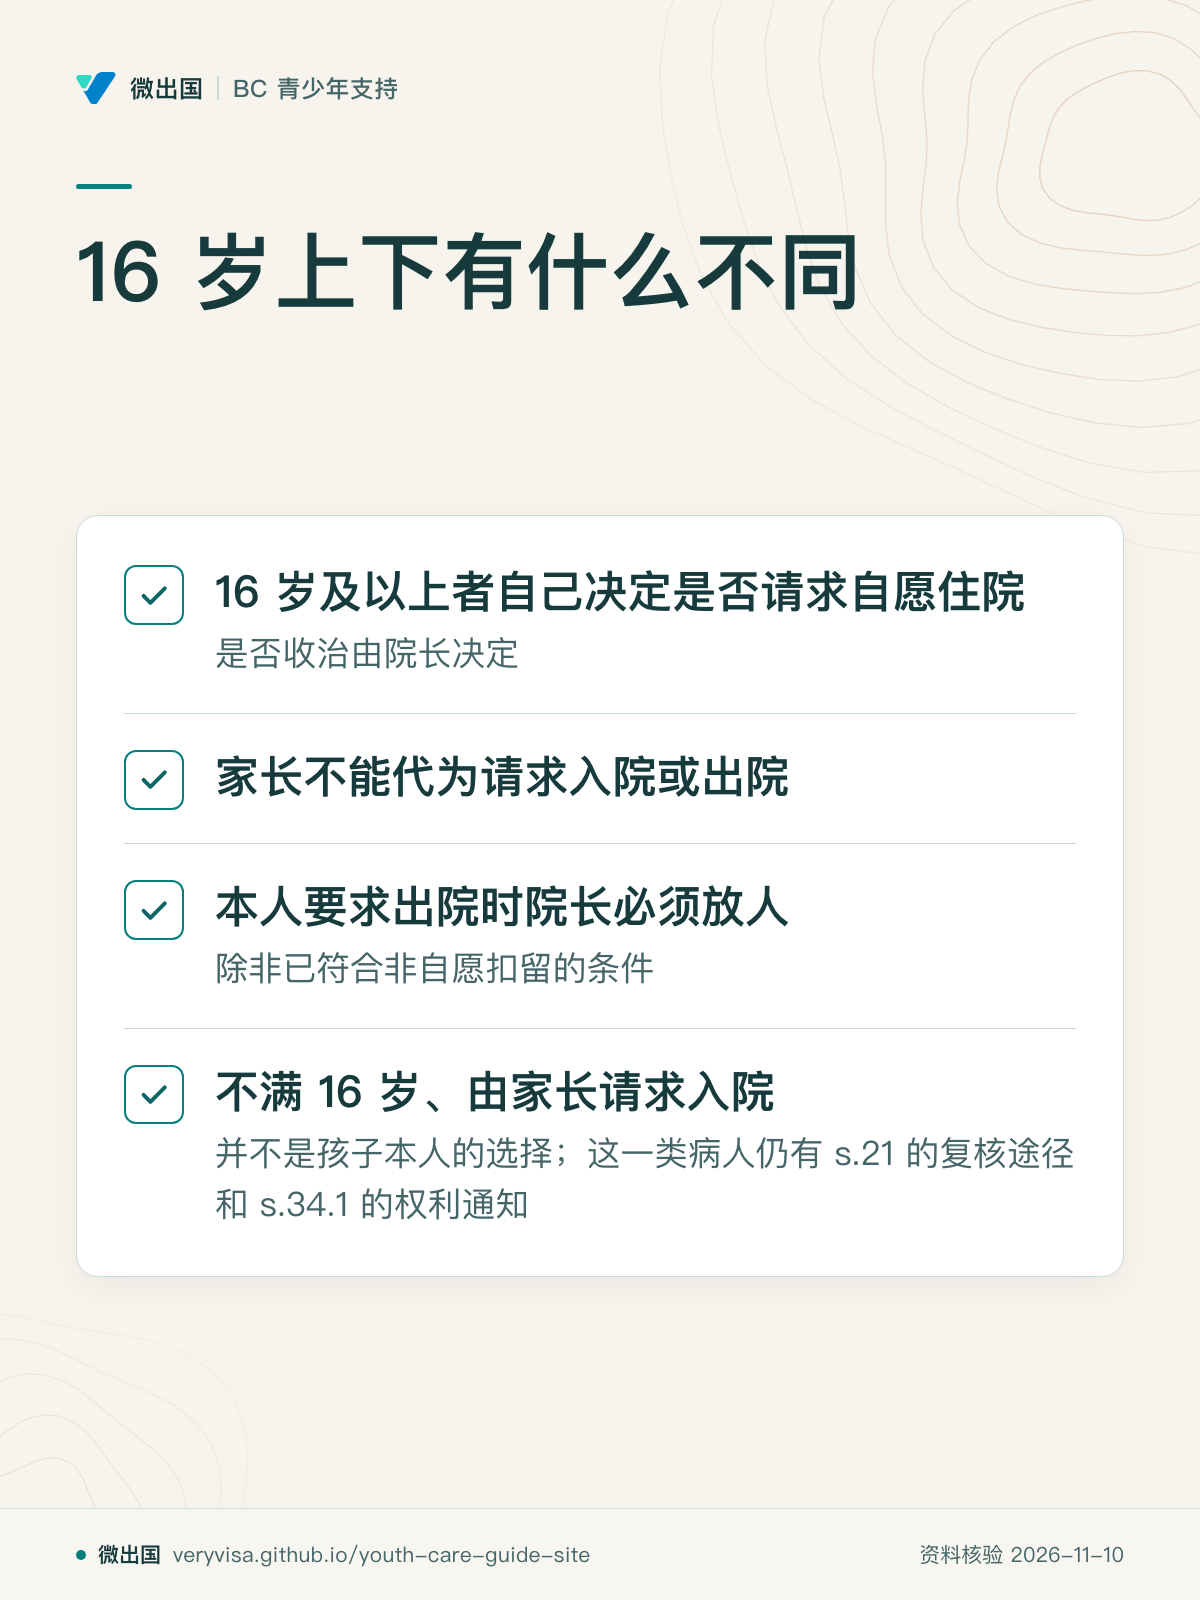 微出国 | BC 青少年支持
16 岁上下有什么不同
16 岁及以上者自己决定是否请求自愿住院
是否收治由院长决定
家长不能代为请求入院或出院
本人要求出院时院长必须放人
除非已符合非自愿扣留的条件
不满 16 岁、由家长请求入院
并不是孩子本人的选择；这一类病人仍有 s.21 的复核途径
和 s.34.1 的权利通知
微出国 veryvisa.github.io/youth-care-guide-site
资料核验 2026-11-10